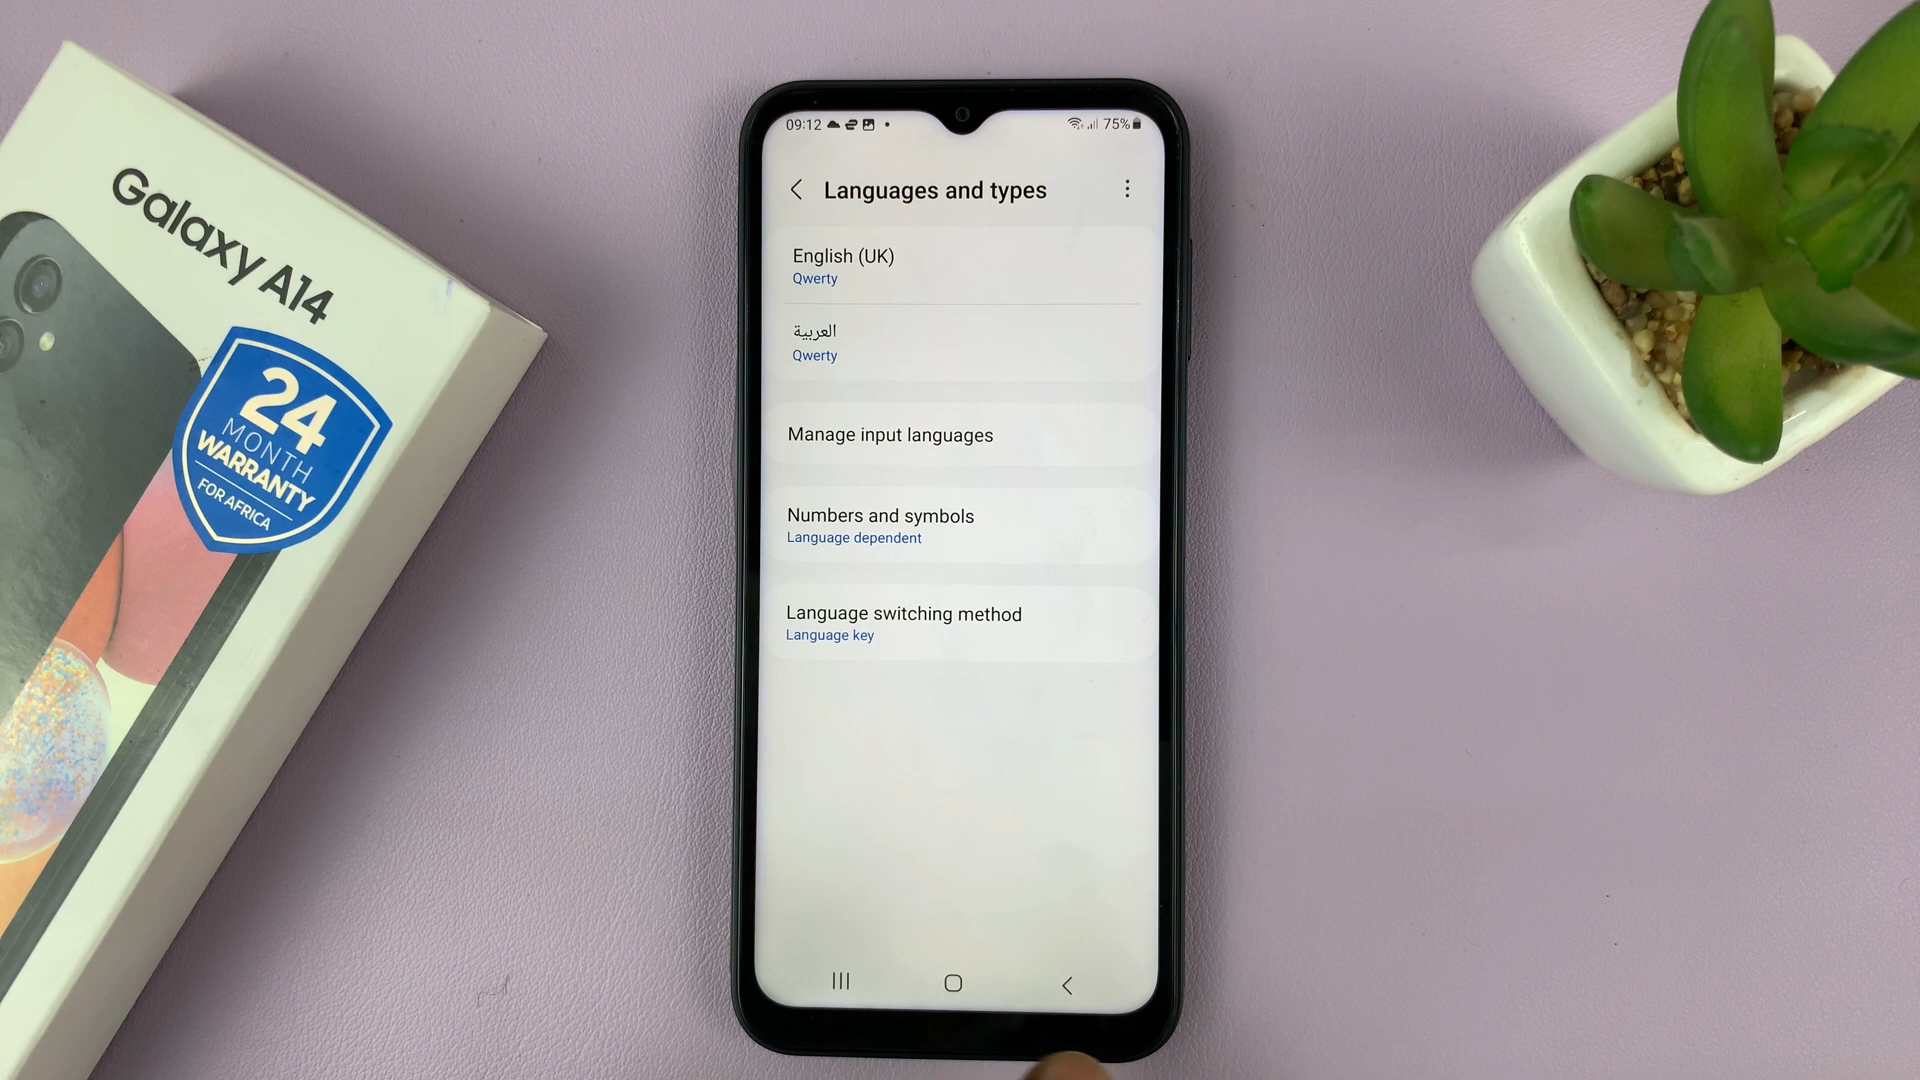 Galaxy A14
24
MONTH
WARRANTY
FOR AFRICA
09:12
75%
Languages and types
English (UK)
Qwerty
العربية
Qwerty
Manage input languages
Numbers and symbols
Language dependent
Language switching method
Language key